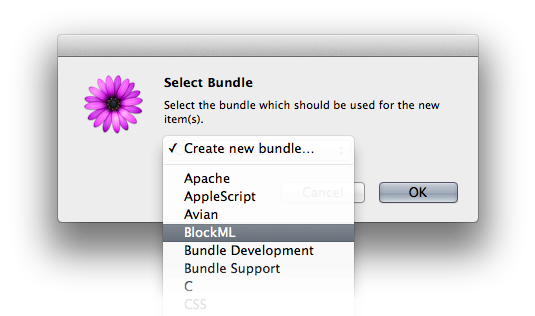 Select Bundle
Select the bundle which should be used for the new
item(s).
✓ Create new bundle...
Apache
AppleScript
Cancel
OK
Avian
BlockML
Bundle Development
Bundle Support
C
CSS